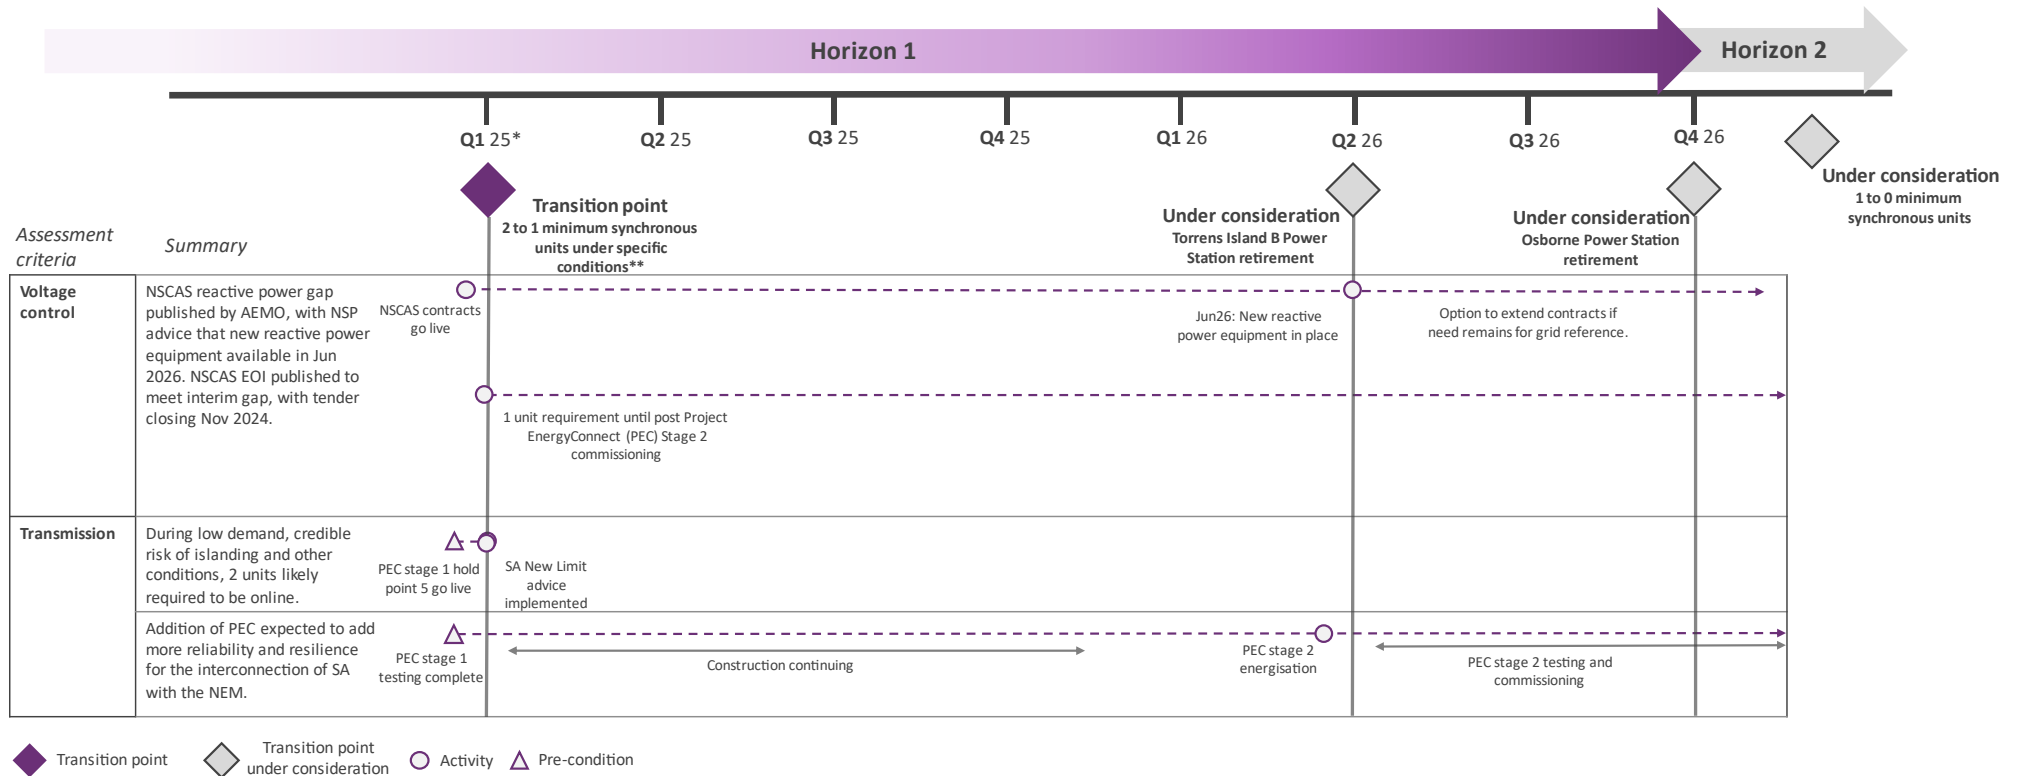 Horizon 1
Horizon 2
Q1 25*
Q2 25
Q3 25
Q4 25
Q1 26
Q2 26
Q3 26
Q4 26
Transition point
2 to 1 minimum synchronous
units under specific
conditions**
Under consideration
Torrens Island B Power
Station retirement
Under consideration
Osborne Power Station
retirement
Under consideration
1 to 0 minimum
synchronous units
Assessment
criteria
Summary
Voltage
control
NSCAS reactive power gap
published by AEMO, with NSP
advice that new reactive power
equipment available in Jun
2026. NSCAS EOI published to
meet interim gap, with tender
closing Nov 2024.
NSCAS contracts
go live
Jun26: New reactive
power equipment in place
Option to extend contracts if
need remains for grid reference.
1 unit requirement until post Project
EnergyConnect (PEC) Stage 2
commissioning
Transmission
During low demand, credible
risk of islanding and other
conditions, 2 units likely
required to be online.
PEC stage 1 hold
point 5 go live
SA New Limit
advice
implemented
Addition of PEC expected to add
more reliability and resilience
for the interconnection of SA
with the NEM.
PEC stage 1
testing complete
Construction continuing
PEC stage 2
energisation
PEC stage 2 testing and
commissioning
Transition point
Transition point
under consideration
Activity
Pre-condition